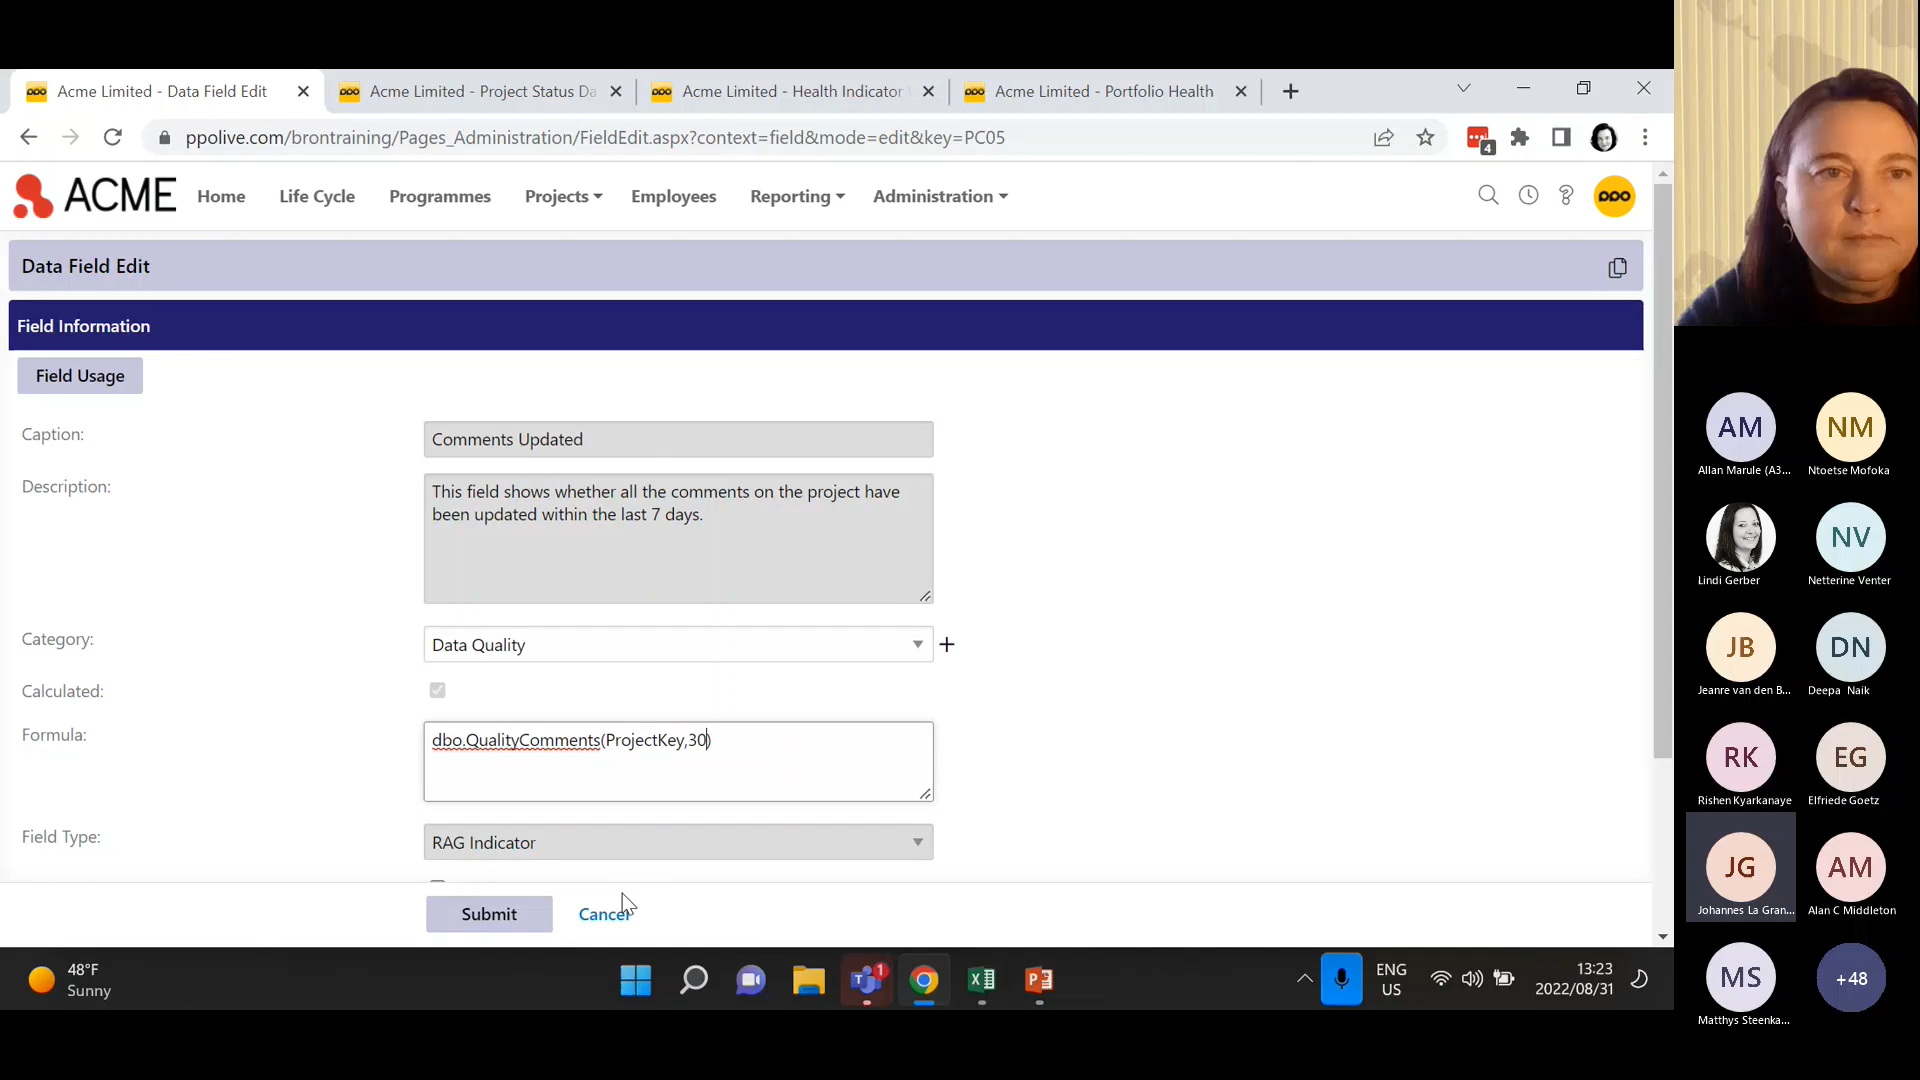 Acme Limited - Data Field Edit
Acme Limited - Project Status Da
Acme Limited - Health Indicator
Acme Limited - Portfolio Health
ppolive.com/brontraining/Pages_Administration/FieldEdit.aspx?context=field&mode=edit&key=PC05
4
ACME
Home
Life Cycle
Programmes
Projects
Employees
Reporting
Administration
ppo
Data Field Edit
Field Information
Field Usage
Caption:
Comments Updated
Description:
This field shows whether all the comments on the project have
been updated within the last 7 days.
Category:
Data Quality
Calculated:
Formula:
dbo.QualityComments(ProjectKey,30)
Field Type:
RAG Indicator
Submit
Cancel
48°F
Sunny
1
ENG
US
13:23
2022/08/31
AM
Allan Marule (A3...
NM
Ntoetse Mofoka
Lindi Gerber
NV
Netterine Venter
JB
Jeanre van den B...
DN
Deepa Naik
RK
Rishen Kyarkanaye
EG
Elfriede Goetz
JG
Johannes La Gran...
AM
Alan C Middleton
MS
Matthys Steenka...
+48